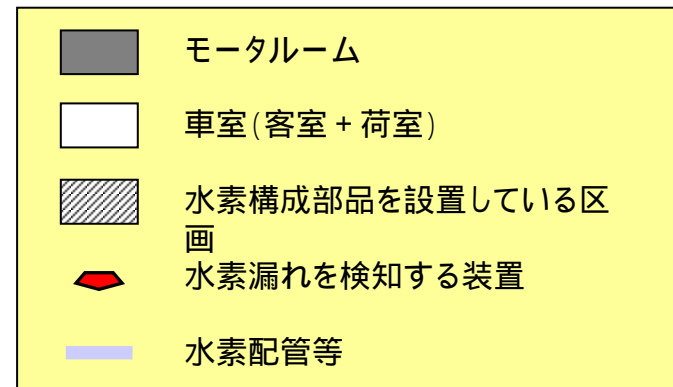 モータルーム
車室(客室+荷室)
水素構成部品を設置している区
画
水素漏れを検知する装置
水素配管等